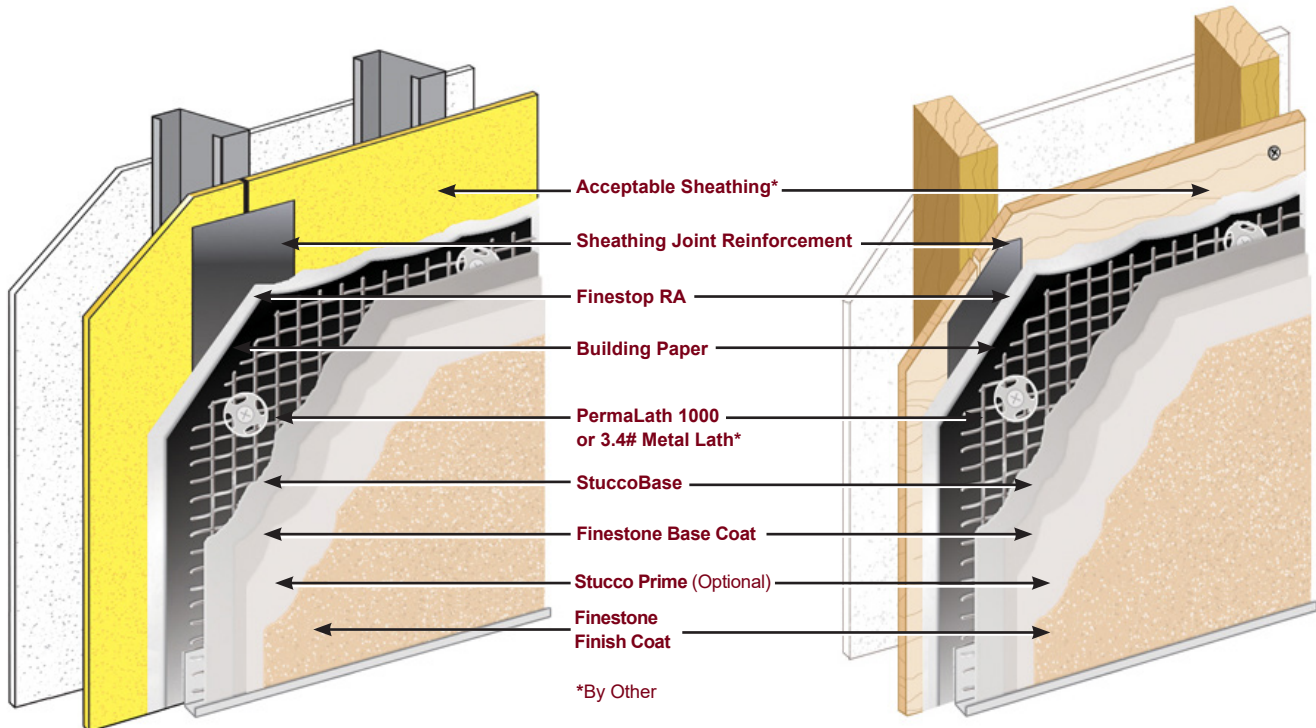 Acceptable Sheathing*
Sheathing Joint Reinforcement
Finestop RA
Building Paper
PermaLath 1000
or 3.4# Metal Lath*
StuccoBase
Finestone Base Coat
Stucco Prime (Optional)
Finestone
Finish Coat
*By Other